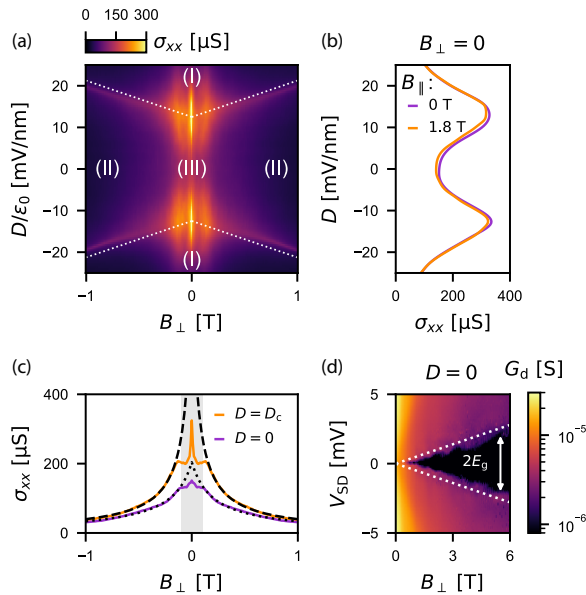 0 150 300
σxx [μS]
(a)
(I)
(II)
(III)
(II)
(I)
20
10
0
−10
−20
D/ε0 [mV/nm]
−1 0 1
B⊥ [T]
(b)
B⊥ = 0
B∥:
0 T
1.8 T
20
10
0
−10
−20
D [mV/nm]
0 200 400
σxx [μS]
(c)
400
200
0
σxx [μS]
D = Dc
D = 0
−1 0 1
B⊥ [T]
(d)
D = 0
Gd [S]
5
0
−5
VSD [mV]
2Eg
0 3 6
B⊥ [T]
10−5
10−6